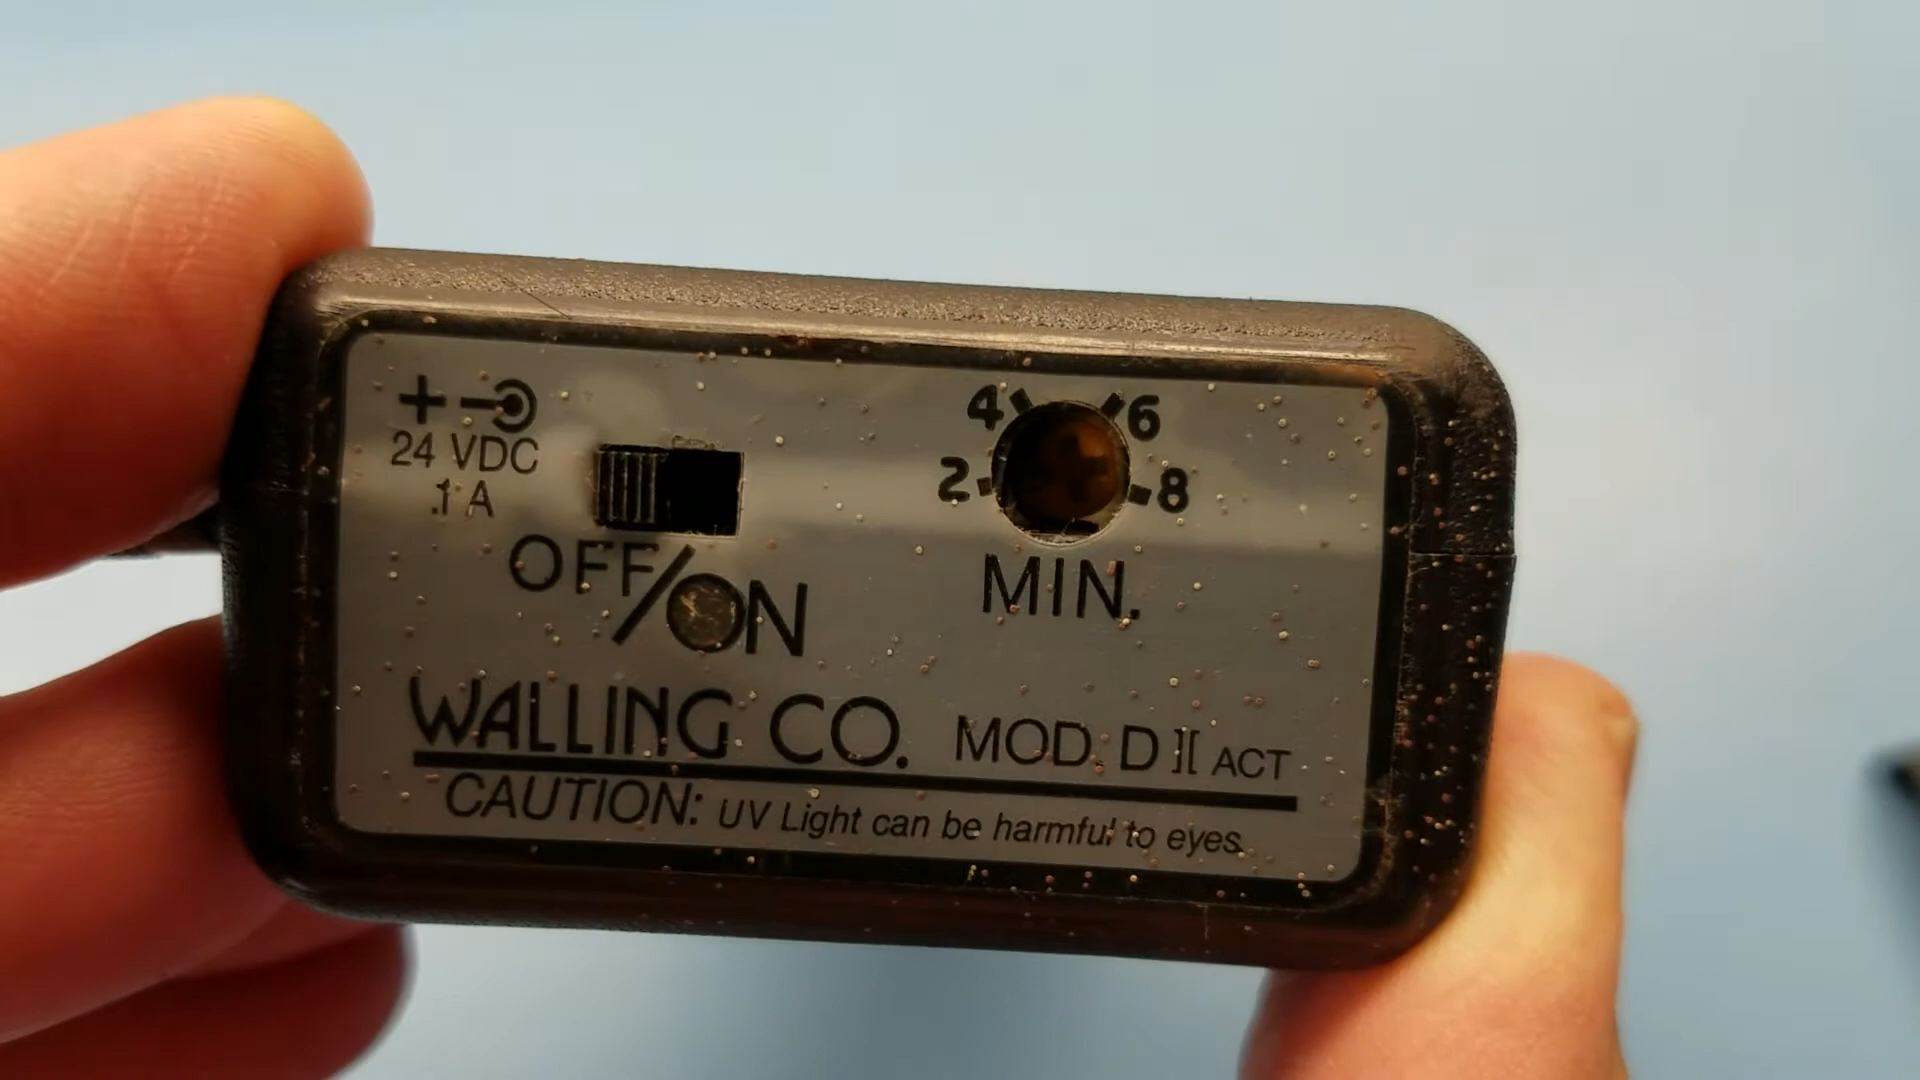 + -
24 VDC
.1 A
OFF/ON
2 4 6 8
MIN.
WALLING CO. MOD. D II ACT
CAUTION: UV Light can be harmful to eyes.